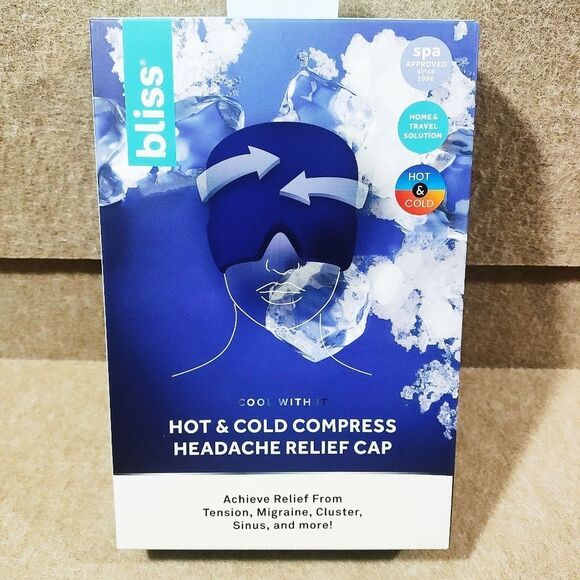 bliss®
spa
APPROVED
since
1996
HOME &
TRAVEL
SOLUTION
HOT
&
COLD
COOL WITH IT
HOT & COLD COMPRESS
HEADACHE RELIEF CAP
Achieve Relief From
Tension, Migraine, Cluster,
Sinus, and more!